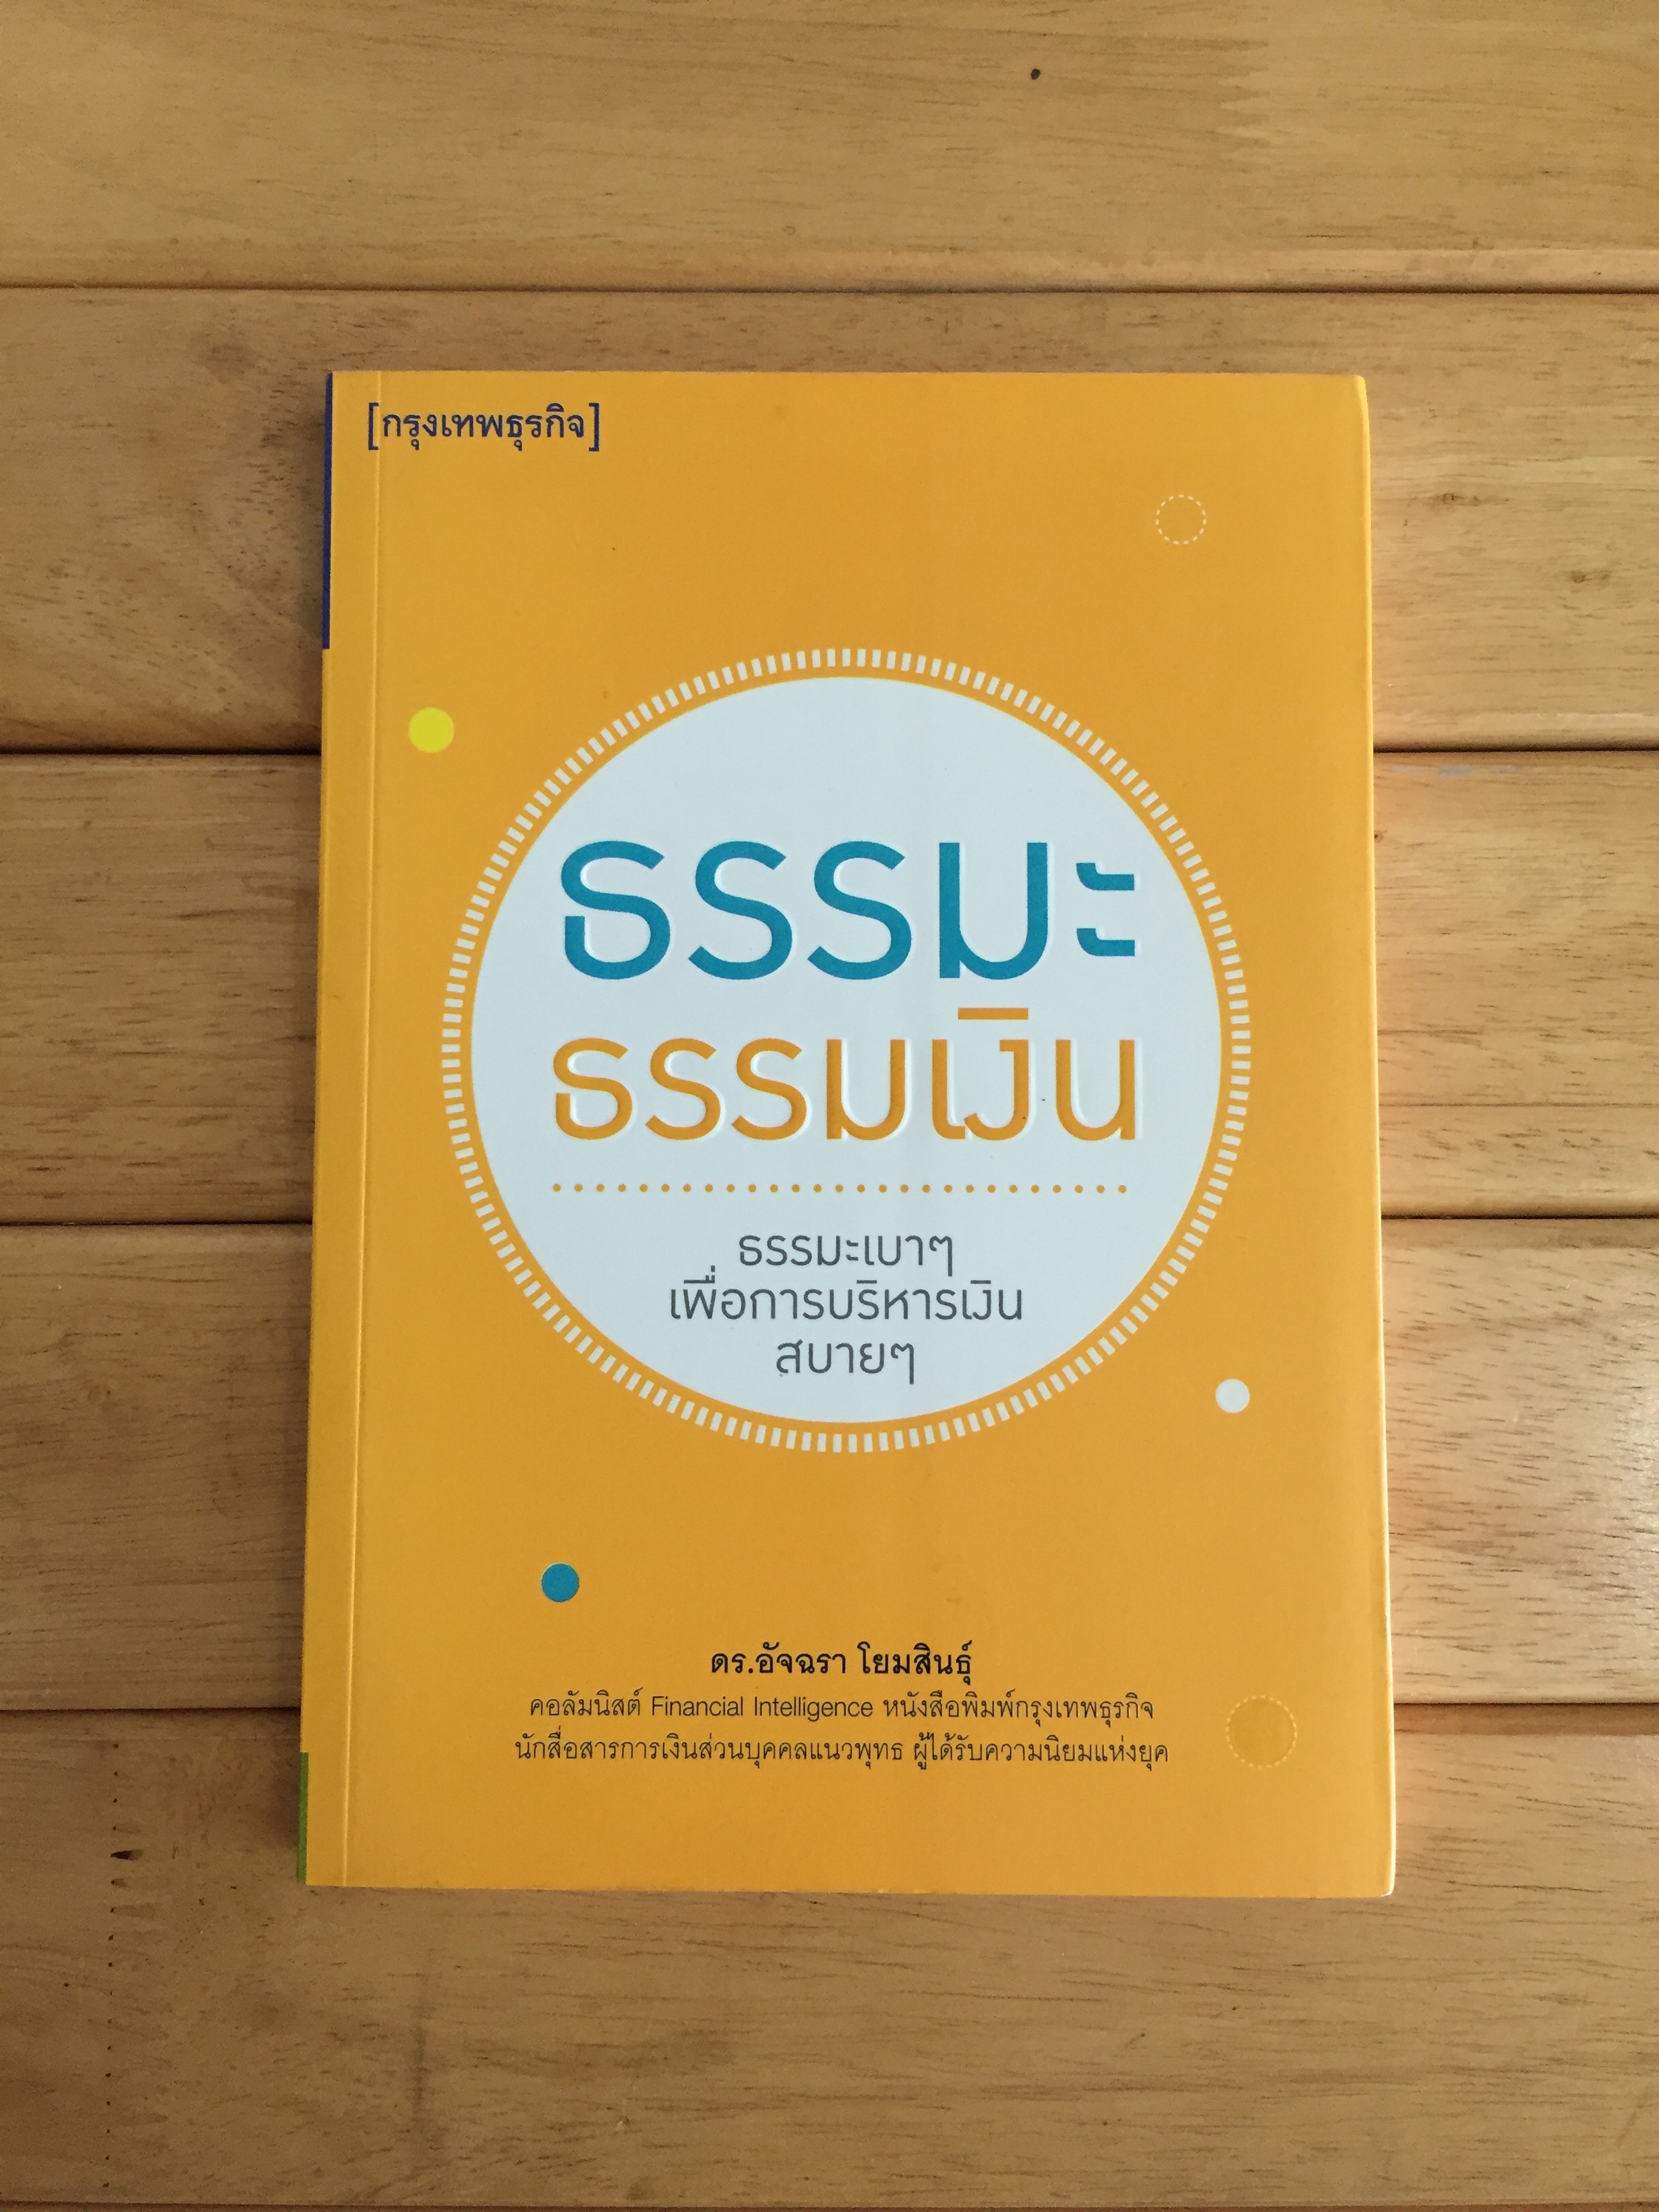 [กรุงเทพธุรกิจ]
ธรรมะ
ธรรมเงิน
ธรรมะเบาๆ
เพื่อการบริหารเงิน
สบายๆ
ดร.อัจฉรา โยมสินธุ์
คอลัมนิสต์ Financial Intelligence หนังสือพิมพ์กรุงเทพธุรกิจ
นักสื่อสารการเงินส่วนบุคคลแนวพุทธ ผู้ได้รับความนิยมแห่งยุค